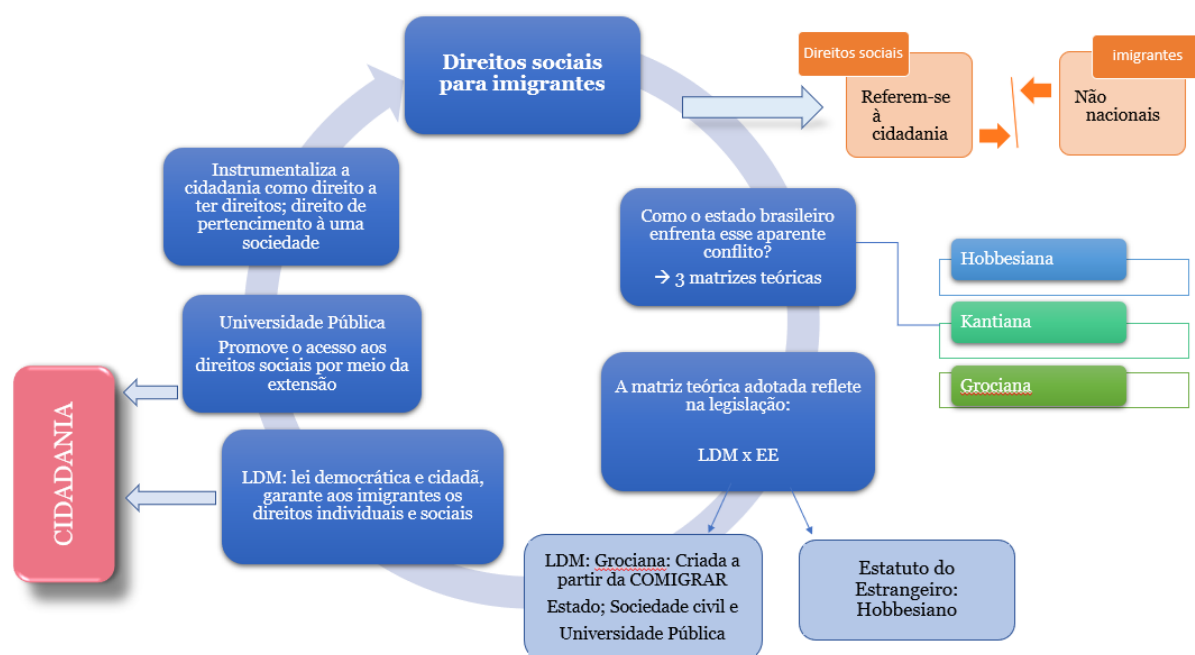 Direitos sociais
para imigrantes
Direitos sociais
Referem-se
à
cidadania
imigrantes
Não
nacionais
Como o estado brasileiro
enfrenta esse aparente
conflito?
→ 3 matrizes teóricas
Hobbesiana
Kantiana
Grociana
A matriz teórica adotada reflete
na legislação:
LDM x EE
LDM: Grociana: Criada a
partir da COMIGRAR
Estado; Sociedade civil e
Universidade Pública
Estatuto do
Estrangeiro:
Hobbesiano
LDM: lei democrática e cidadã,
garante aos imigrantes os
direitos individuais e sociais
Universidade Pública
Promove o acesso aos
direitos sociais por meio da
extensão
Instrumentaliza a
cidadania como direito a
ter direitos; direito de
pertencimento à uma
sociedade
CIDADANIA